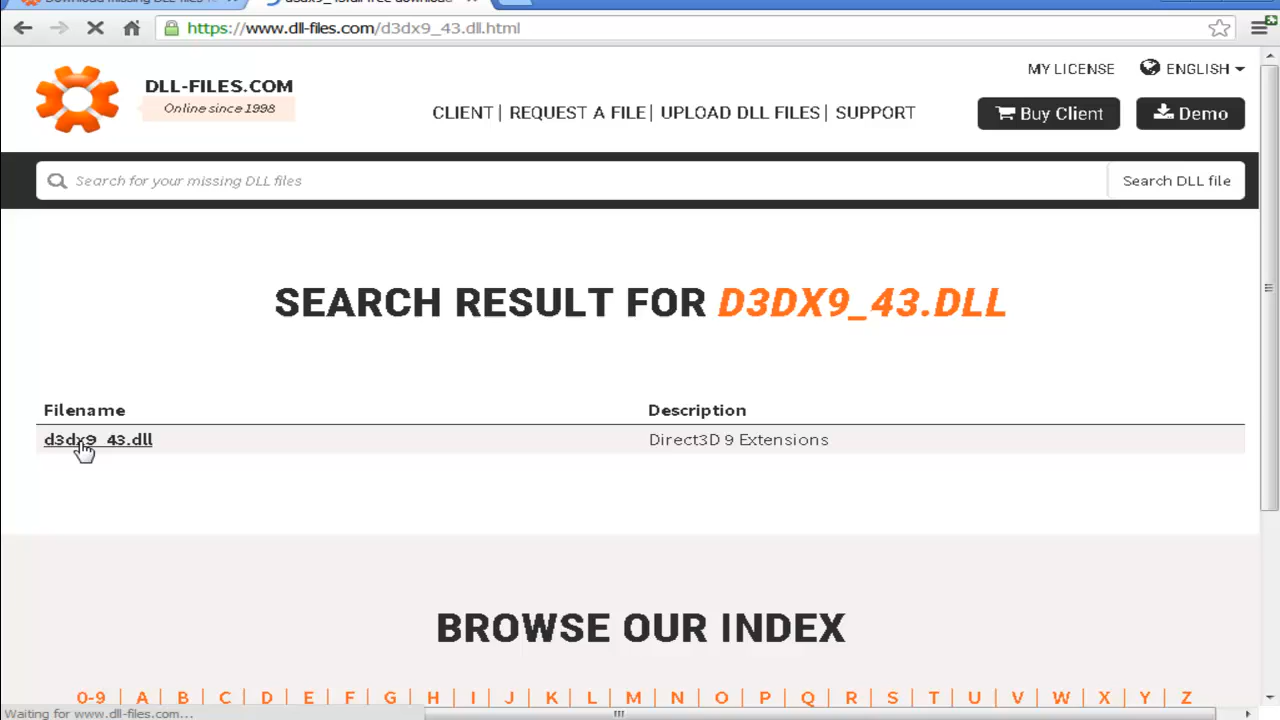 https://www.dll-files.com/d3dx9_43.dll.html
MY LICENSE
ENGLISH
DLL-FILES.COM
Online since 1998
CLIENT | REQUEST A FILE | UPLOAD DLL FILES | SUPPORT
Buy Client
Demo
Search for your missing DLL files
Search DLL file
SEARCH RESULT FOR D3DX9_43.DLL
Filename Description
d3dx9_43.dll Direct3D 9 Extensions
BROWSE OUR INDEX
0-9 | A | B | C | D | E | F | G | H | I | J | K | L | M | N | O | P | Q | R | S | T | U | V | W | X | Y | Z
Waiting for www.dll-files.com...